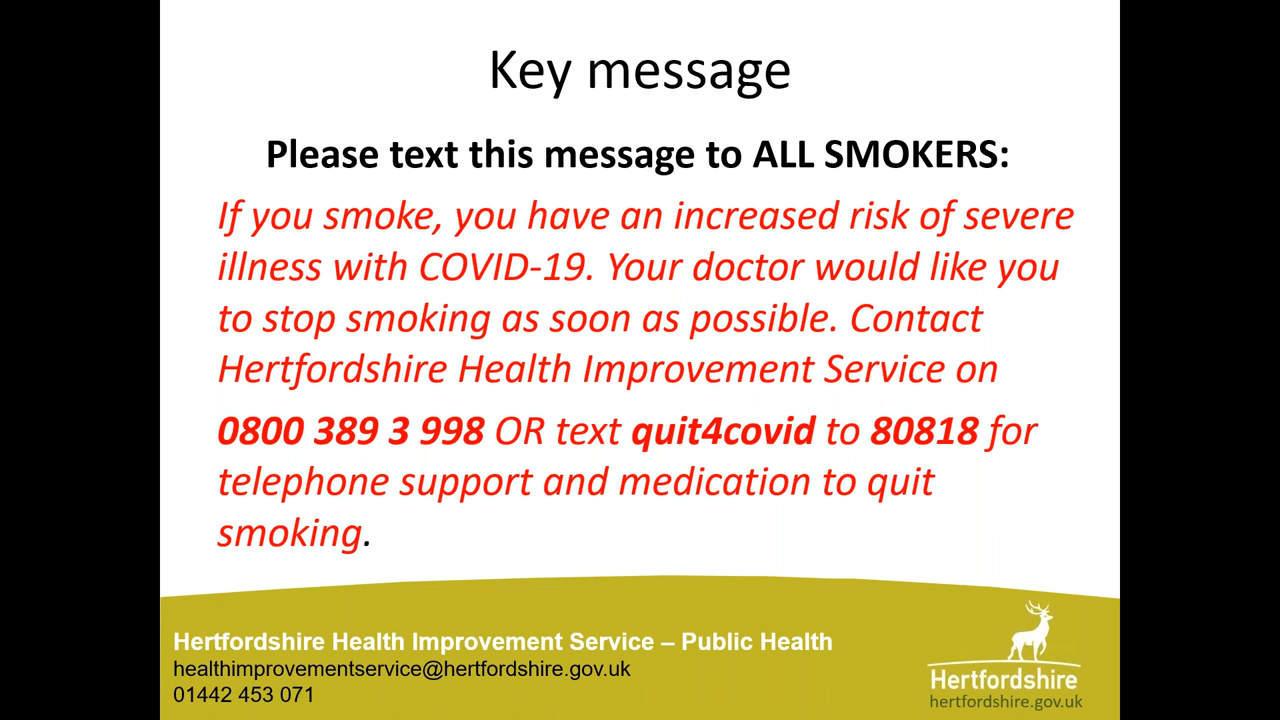 Key message
Please text this message to ALL SMOKERS:
If you smoke, you have an increased risk of severe
illness with COVID-19. Your doctor would like you
to stop smoking as soon as possible. Contact
Hertfordshire Health Improvement Service on
0800 389 3 998 OR text quit4covid to 80818 for
telephone support and medication to quit
smoking.
Hertfordshire Health Improvement Service – Public Health
healthimprovementservice@hertfordshire.gov.uk
01442 453 071
Hertfordshire
hertfordshire.gov.uk